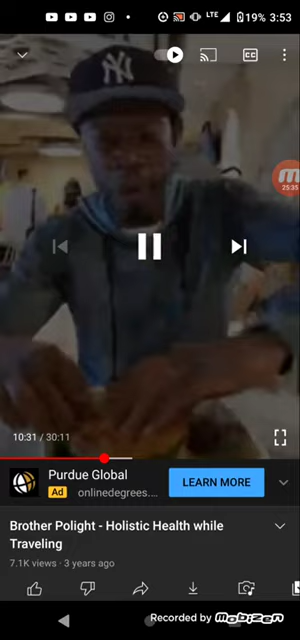 LTE 19% 3:53
CC
NY
25:35
10:31 / 30:11
Purdue Global
Ad onlinedegrees....
LEARN MORE
Brother Polight - Holistic Health while
Traveling
7.1K views · 3 years ago
Recorded by Mobizen